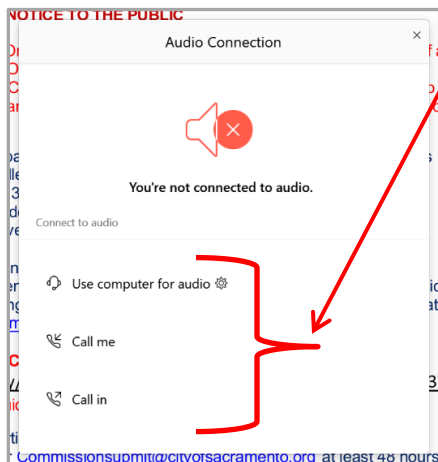 NOTICE TO THE PUBLIC
Audio Connection
You're not connected to audio.
Connect to audio
Use computer for audio
Call me
Call in
Commissionsubmit@cityofsacramento.org at least 48 hours